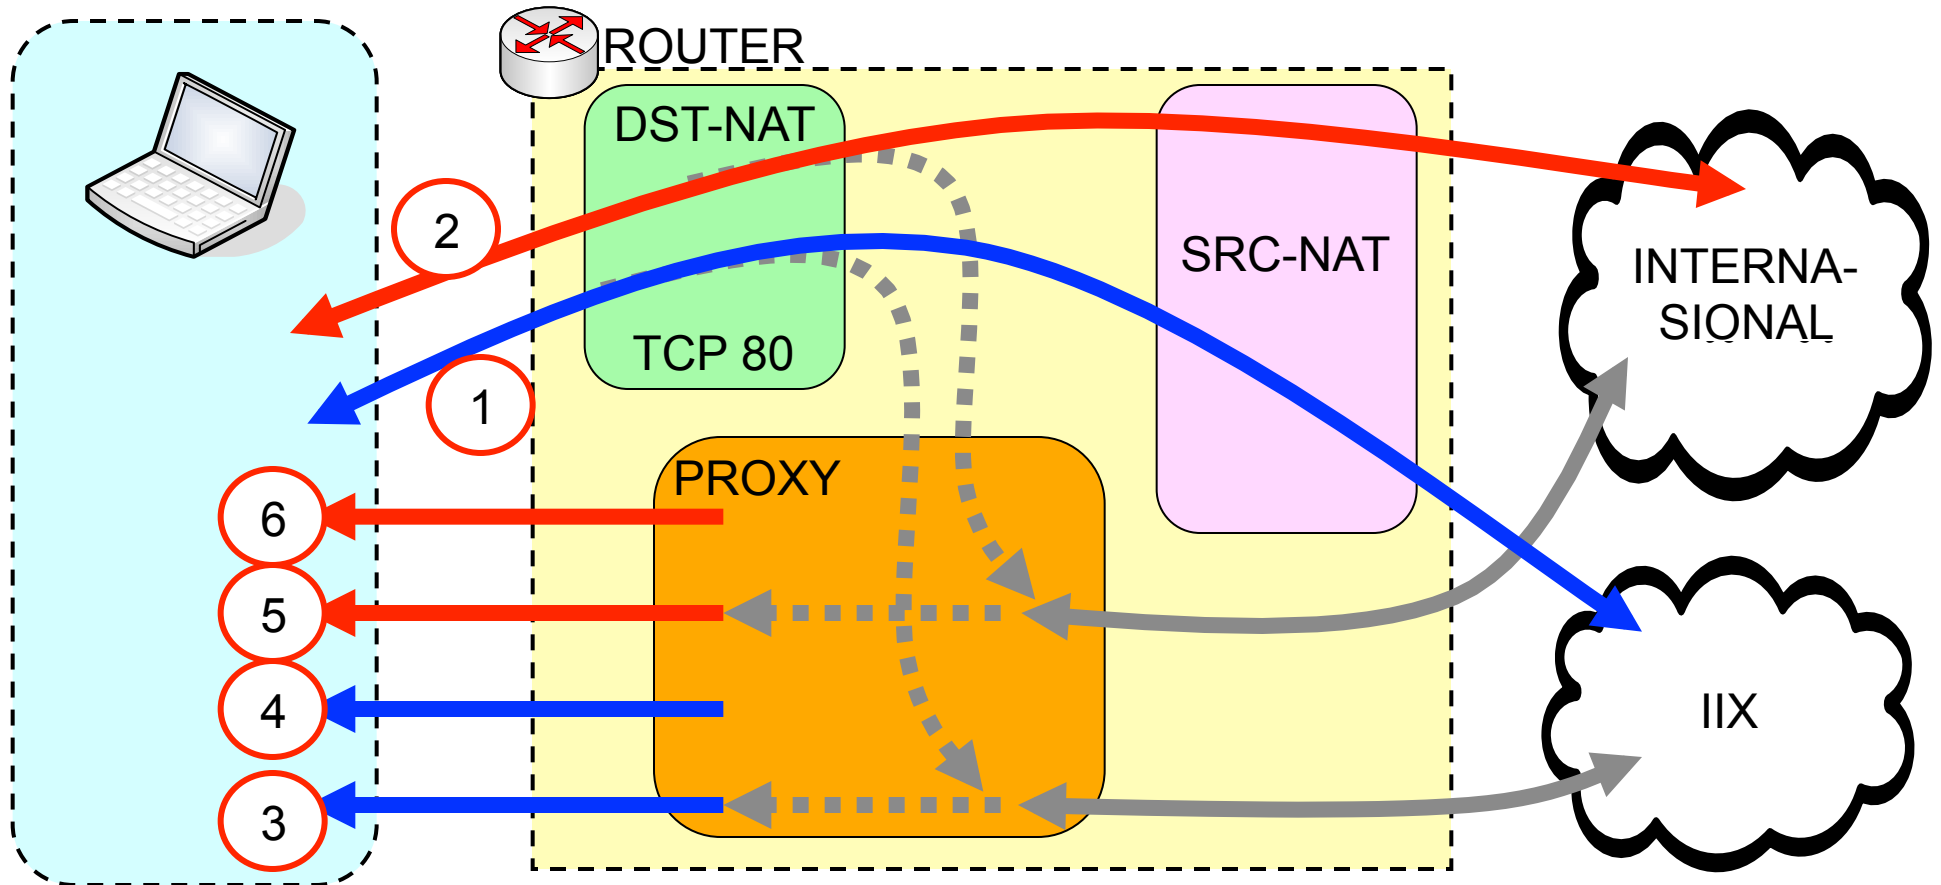 ROUTER
DST-NAT
TCP 80
SRC-NAT
INTERNA-
SIONAL
2
1
PROXY
6
5
4
3
IIX